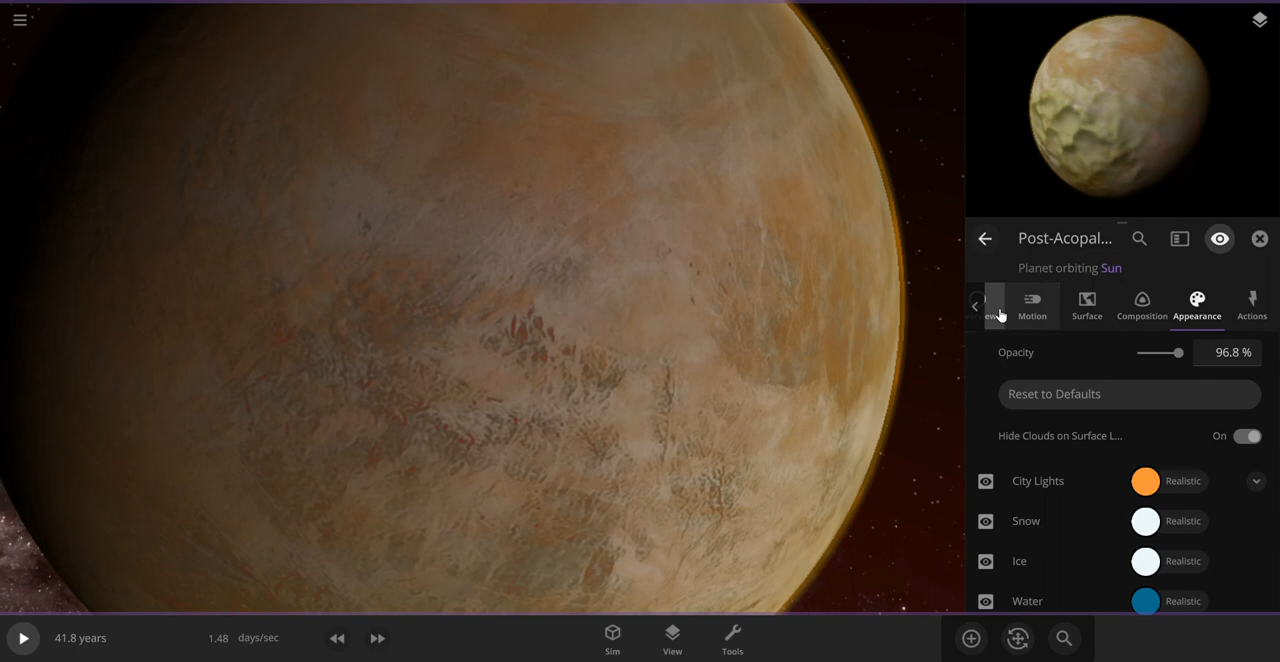 Post-Acopal...
Planet orbiting Sun
Motion
Surface
Composition
Appearance
Actions
Opacity
96.8 %
Reset to Defaults
Hide Clouds on Surface L...
On
City Lights
Realistic
Snow
Realistic
Ice
Realistic
Water
Realistic
41.8 years
1.48 days/sec
Sim
View
Tools